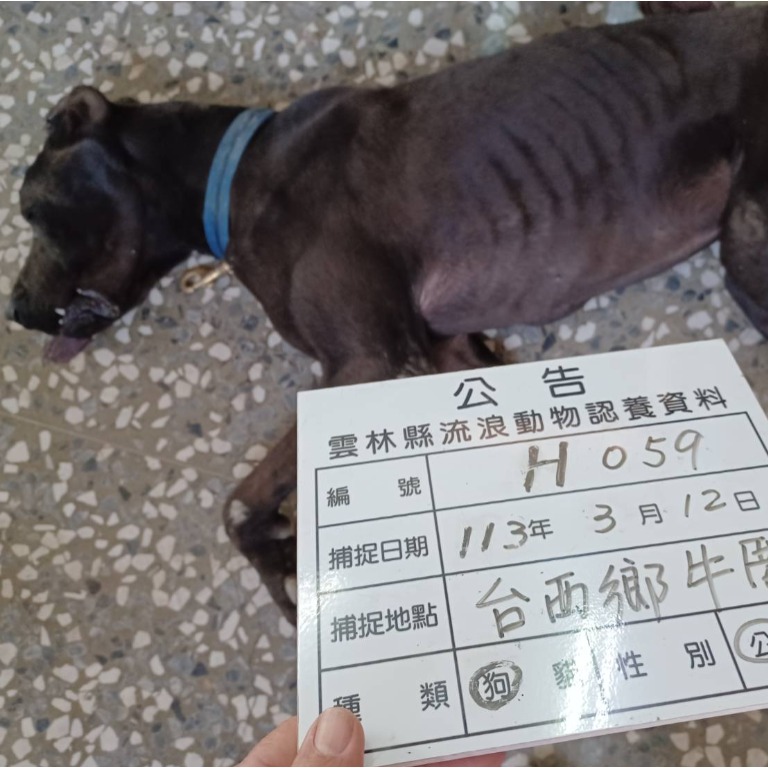 公告
雲林縣流浪動物認養資料
編號 H059
捕捉日期 113年 3月 12日
捕捉地點 台西鄉牛
種類 狗 貓 性別 公